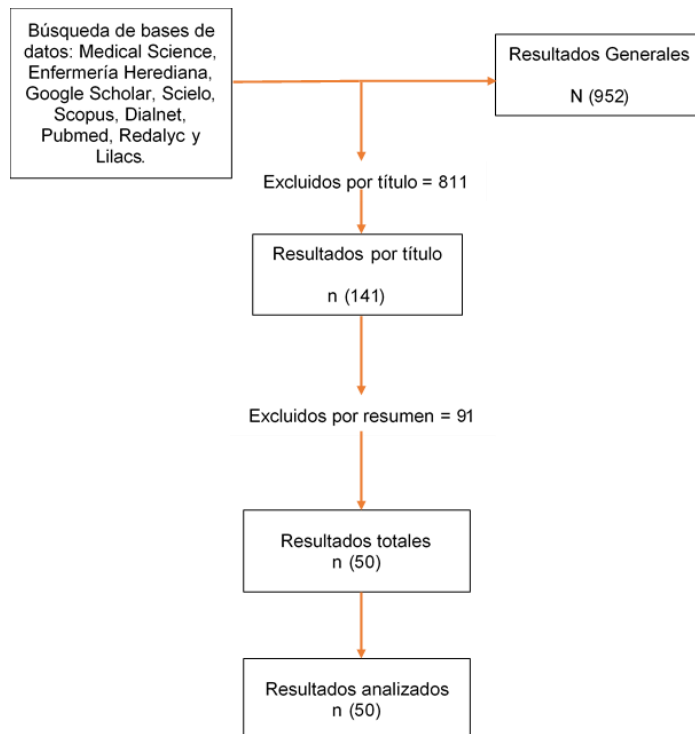 Búsqueda de bases de
datos: Medical Science,
Enfermería Herediana,
Google Scholar, Scielo,
Scopus, Dialnet,
Pubmed, Redalyc y
Lilacs.
Resultados Generales
N (952)
Excluidos por título = 811
Resultados por título
n (141)
Excluidos por resumen = 91
Resultados totales
n (50)
Resultados analizados
n (50)